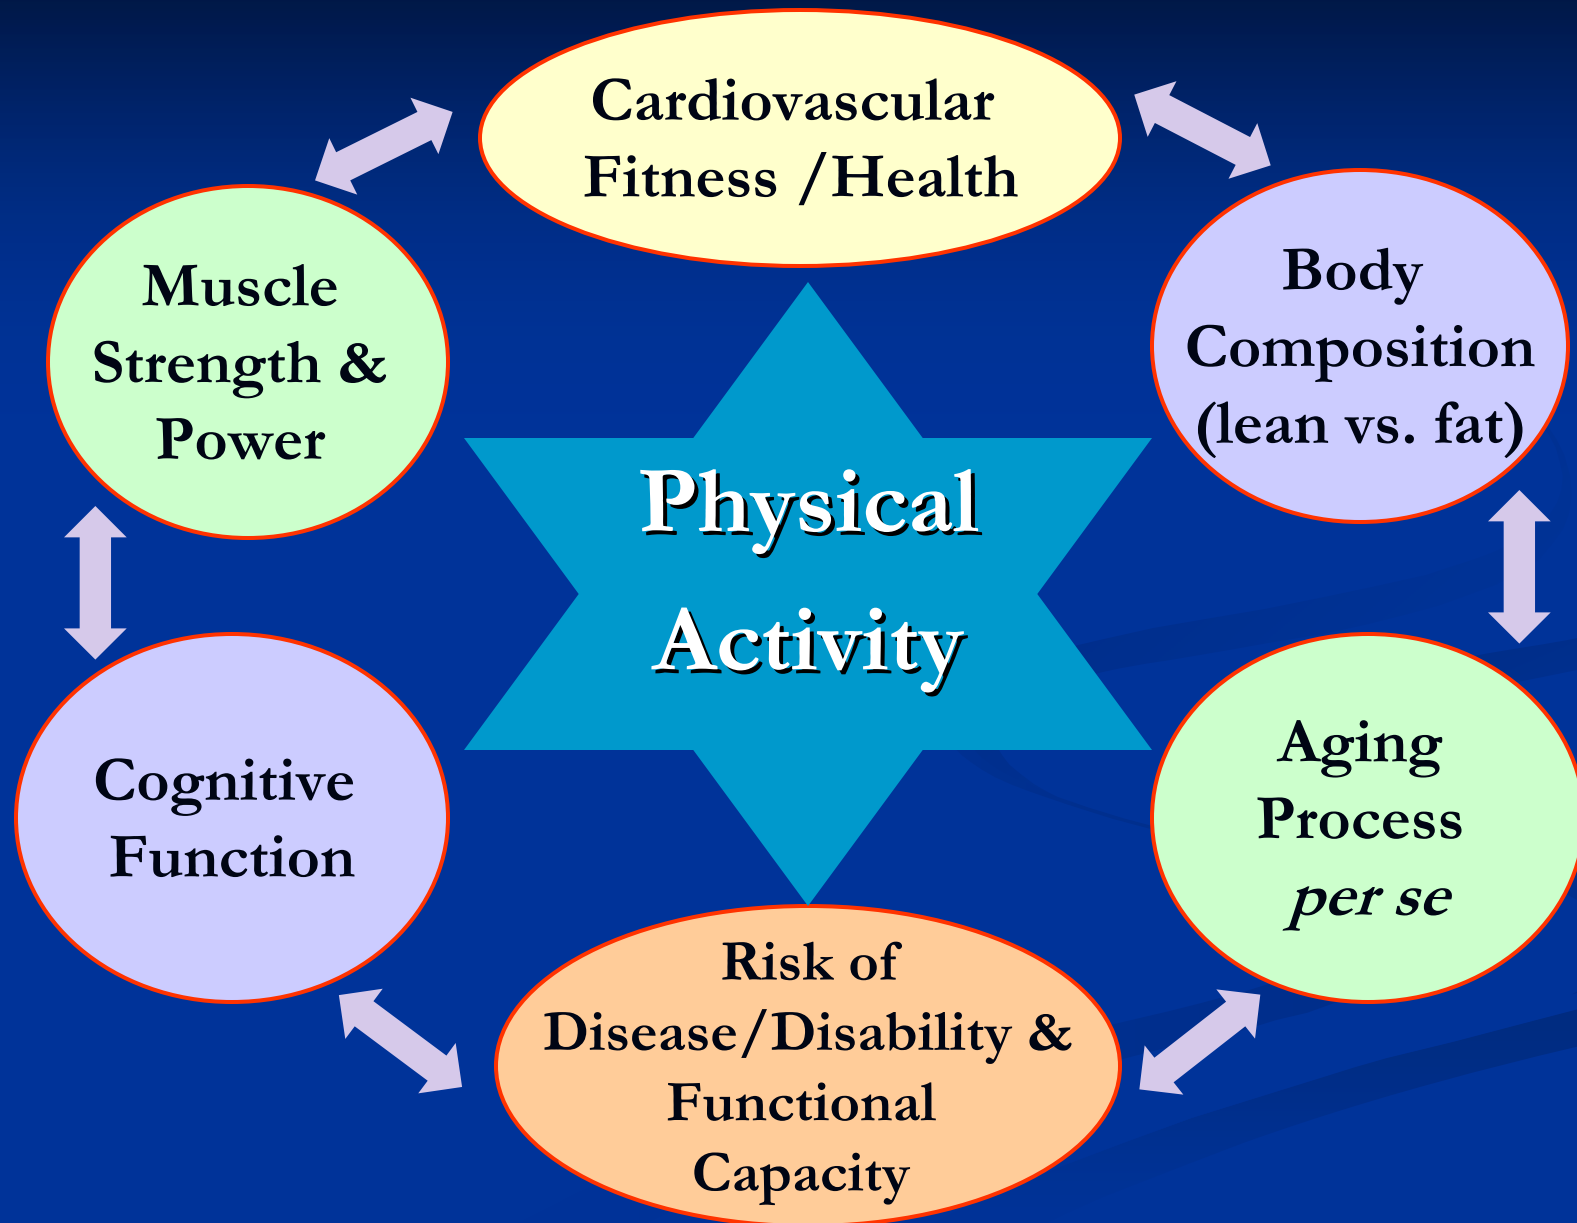 Cardiovascular
Fitness /Health
Muscle
Strength &
Power
Body
Composition
(lean vs. fat)
Physical
Activity
Cognitive
Function
Aging
Process
per se
Risk of
Disease/Disability &
Functional
Capacity